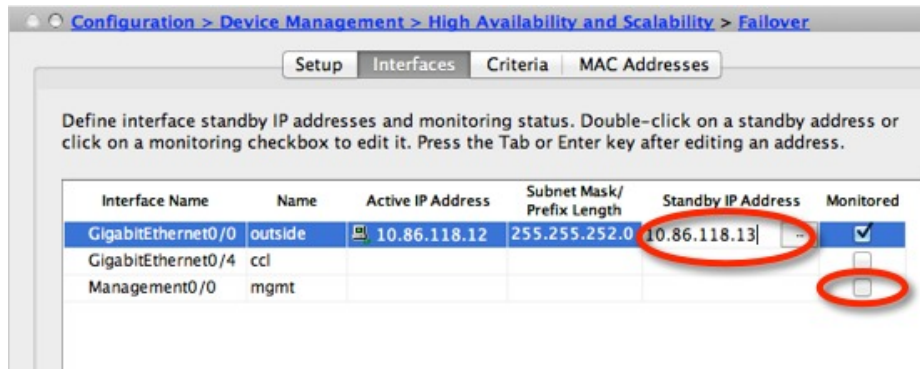 Configuration > Device Management > High Availability and Scalability > Failover
Setup Interfaces Criteria MAC Addresses
Define interface standby IP addresses and monitoring status. Double-click on a standby address or
click on a monitoring checkbox to edit it. Press the Tab or Enter key after editing an address.
Interface Name Name Active IP Address Subnet Mask/ Prefix Length Standby IP Address Monitored
GigabitEthernet0/0 outside 10.86.118.12 255.255.252.0 10.86.118.13 ...
GigabitEthernet0/4 ccl
Management0/0 mgmt